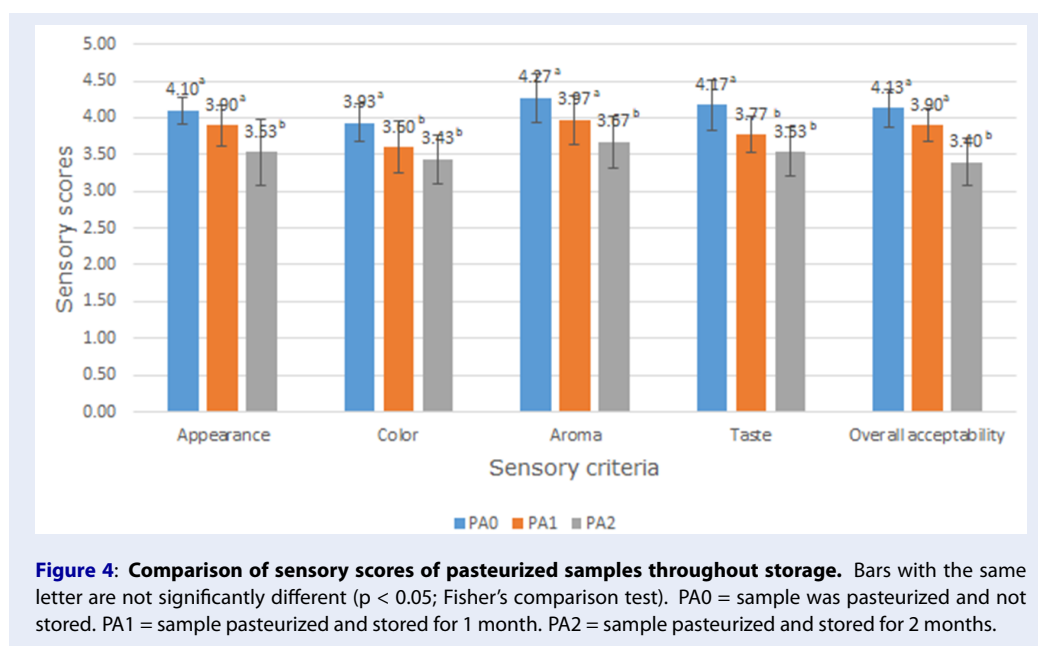 5.00
4.50
4.00
3.50
3.00
2.50
2.00
1.50
1.00
0.50
0.00
Sensory scores
4.10a 3.90a 3.53b
3.93a 3.60b 3.43b
4.27a 3.97a 3.67b
4.17a 3.77b 3.53b
4.13a 3.90a 3.40b
Appearance Color Aroma Taste Overall acceptability
Sensory criteria
PA0 PA1 PA2
Figure 4: Comparison of sensory scores of pasteurized samples throughout storage. Bars with the same
letter are not significantly different (p < 0.05; Fisher's comparison test). PA0 = sample was pasteurized and not
stored. PA1 = sample pasteurized and stored for 1 month. PA2 = sample pasteurized and stored for 2 months.